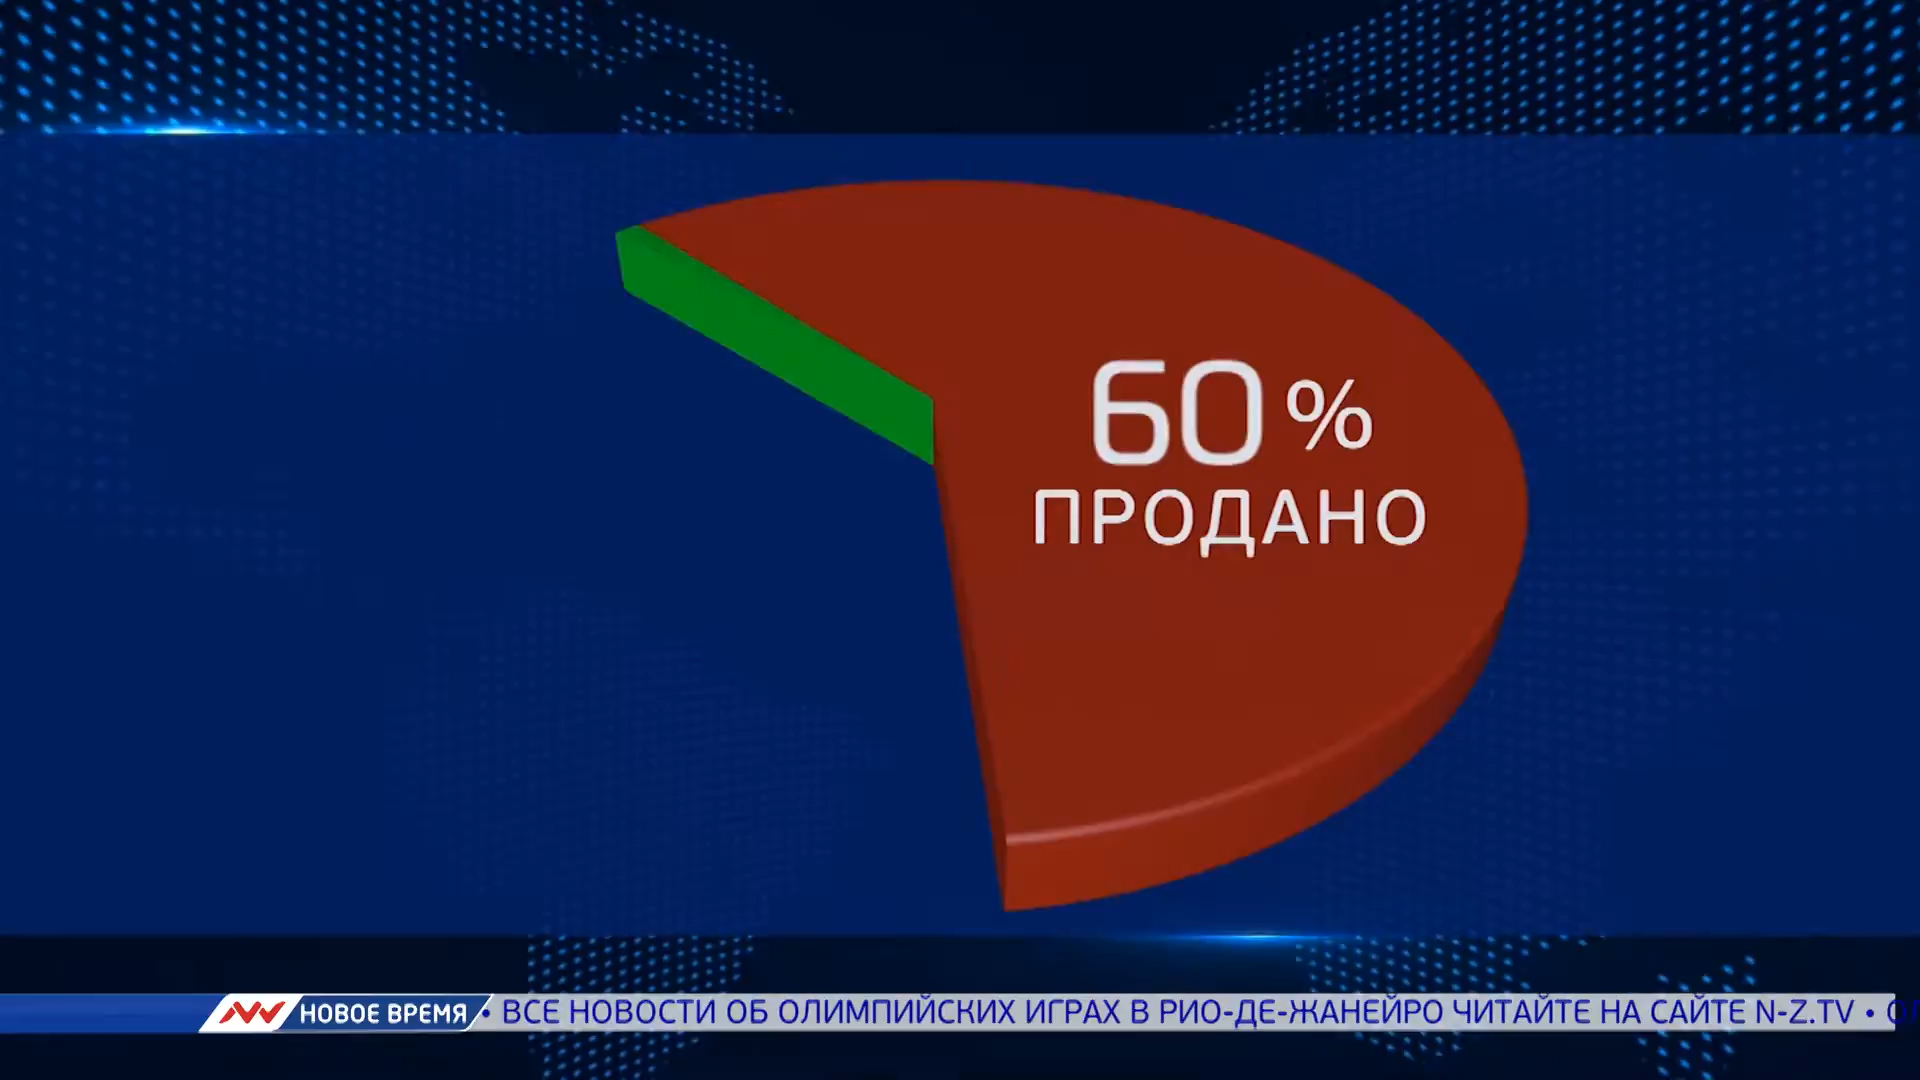 60 %
ПРОДАНО
НОВОЕ ВРЕМЯ
• ВСЕ НОВОСТИ ОБ ОЛИМПИЙСКИХ ИГРАХ В РИО-ДЕ-ЖАНЕЙРО ЧИТАЙТЕ НА САЙТЕ N-Z.TV •